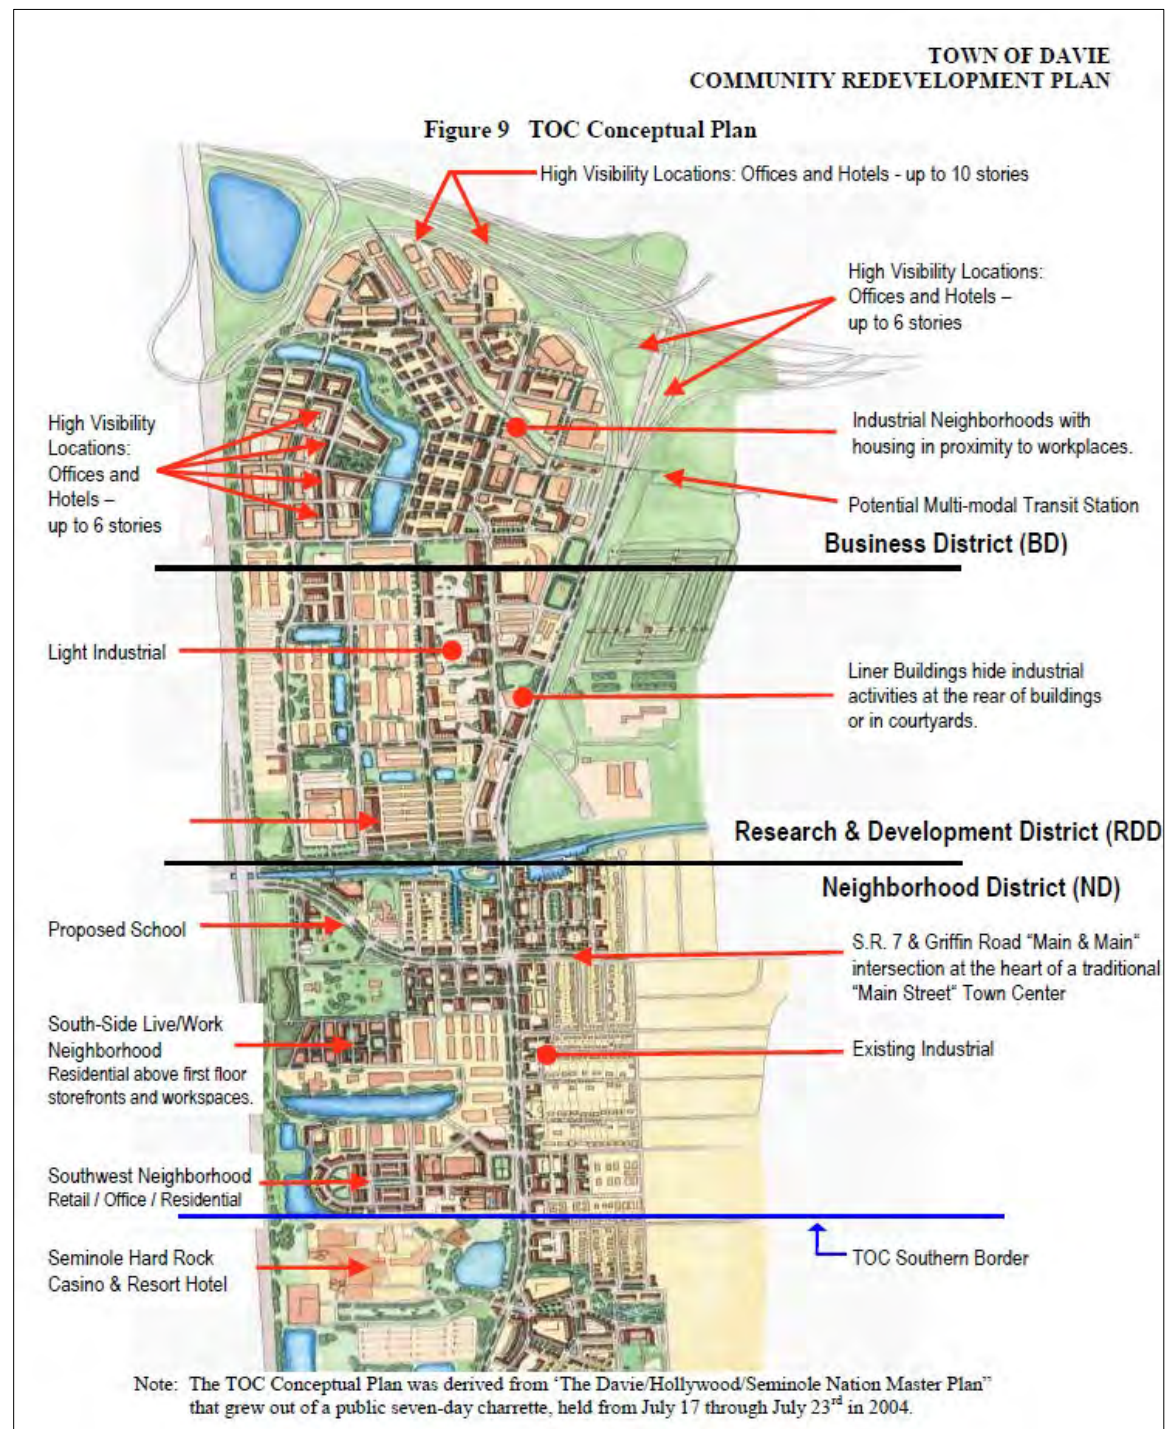 TOWN OF DAVIE
COMMUNITY REDEVELOPMENT PLAN
Figure 9 TOC Conceptual Plan
High Visibility Locations: Offices and Hotels - up to 10 stories
High Visibility Locations:
Offices and Hotels –
up to 6 stories
High Visibility
Locations:
Offices and
Hotels –
up to 6 stories
Industrial Neighborhoods with
housing in proximity to workplaces.
Potential Multi-modal Transit Station
Business District (BD)
Light Industrial
Liner Buildings hide industrial
activities at the rear of buildings
or in courtyards.
Research & Development District (RDD
Neighborhood District (ND)
Proposed School
S.R. 7 & Griffin Road “Main & Main“
intersection at the heart of a traditional
“Main Street“ Town Center
South-Side Live/Work
Neighborhood
Residential above first floor
storefronts and workspaces.
Existing Industrial
Southwest Neighborhood
Retail / Office / Residential
TOC Southern Border
Seminole Hard Rock
Casino & Resort Hotel
Note: The TOC Conceptual Plan was derived from ‘The Davie/Hollywood/Seminole Nation Master Plan”
that grew out of a public seven-day charrette, held from July 17 through July 23rd in 2004.